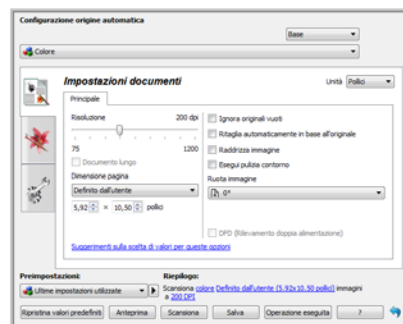 Configurazione origine automatica
Base
Colore
Impostazioni documenti
Unità Pollici
Principale
Risoluzione 200 dpi
75 1200
Documento lungo
Dimensione pagina
Definito dall'utente
5,92 × 10,50 pollici
Ignora originali vuoti
Ritaglia automaticamente in base all'originale
Raddrizza immagine
Esegui pulizia contorno
Ruota immagine
0°
DPD (Rilevamento doppia alimentazione)
Suggerimenti sulla scelta di valori per queste opzioni
Preimpostazioni:
Ultime impostazioni utilizzate
Riepilogo:
Scansiona colore Definito dall'utente (5.92x10.50 pollici) immagini
a 200 DPI
Ripristina valori predefiniti Anteprima Scansiona Salva Operazione eseguita ?